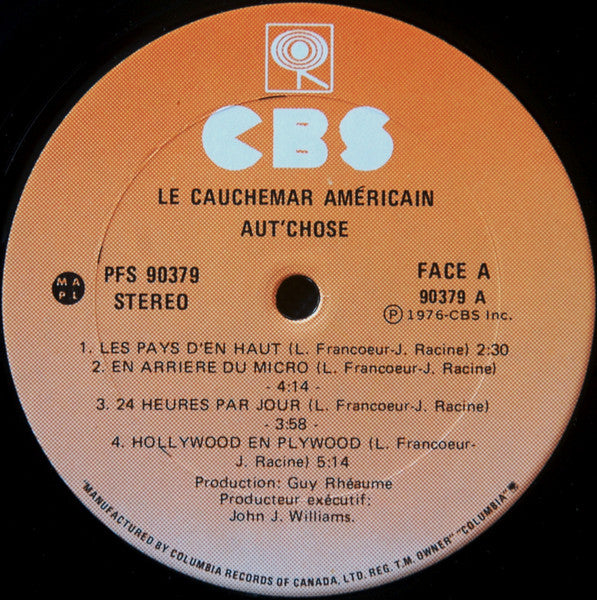 CBS
LE CAUCHEMAR AMÉRICAIN
AUT'CHOSE
PFS 90379
STEREO
MAPL
FACE A
90379 A
Ⓟ 1976-CBS Inc.
1. LES PAYS D'EN HAUT (L. Francoeur-J. Racine) 2:30
2. EN ARRIERE DU MICRO (L. Francoeur-J. Racine)
- 4:14 -
3. 24 HEURES PAR JOUR (L. Francoeur-J. Racine)
- 3:58 -
4. HOLLYWOOD EN PLYWOOD (L. Francoeur-
J. Racine) 5:14
Production: Guy Rhéaume
Producteur exécutif:
John J. Williams.
"MANUFACTURED BY COLUMBIA RECORDS OF CANADA, LTD. REG. T.M. OWNER" "COLUMBIA"